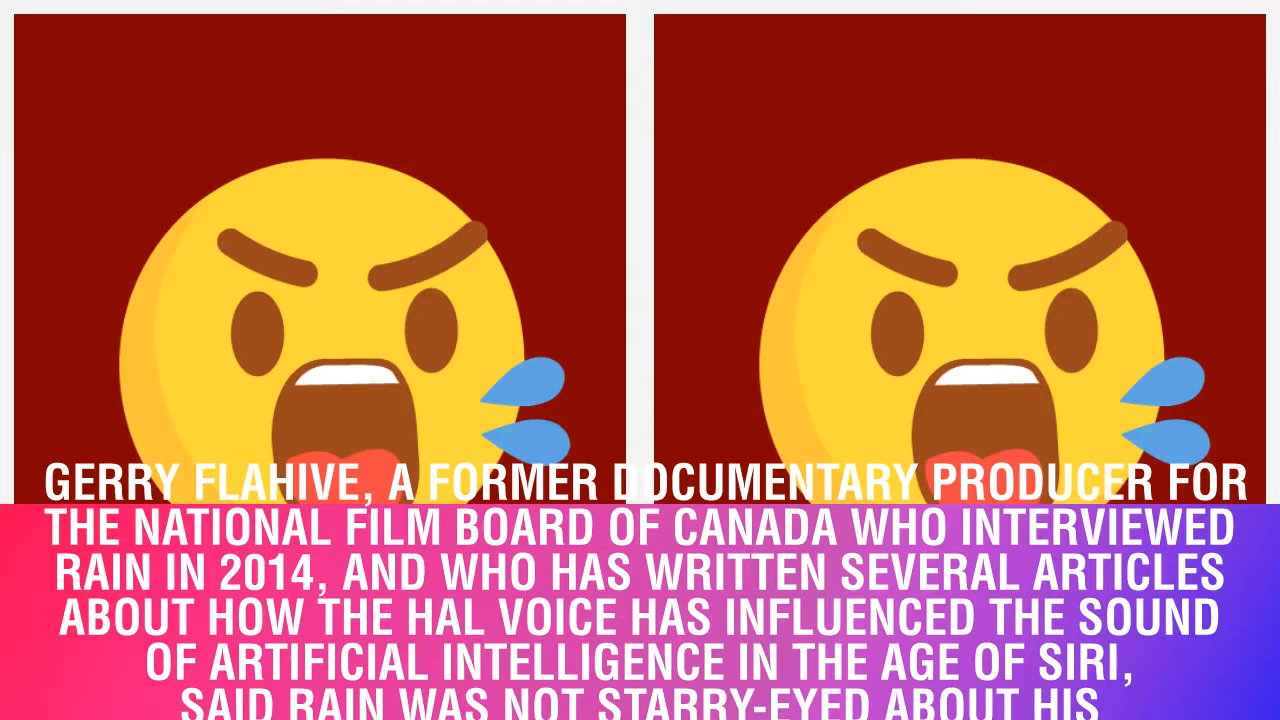 GERRY FLAHIVE, A FORMER DOCUMENTARY PRODUCER FOR
THE NATIONAL FILM BOARD OF CANADA WHO INTERVIEWED
RAIN IN 2014, AND WHO HAS WRITTEN SEVERAL ARTICLES
ABOUT HOW THE HAL VOICE HAS INFLUENCED THE SOUND
OF ARTIFICIAL INTELLIGENCE IN THE AGE OF SIRI,
SAID RAIN WAS NOT STARRY-EYED ABOUT HIS